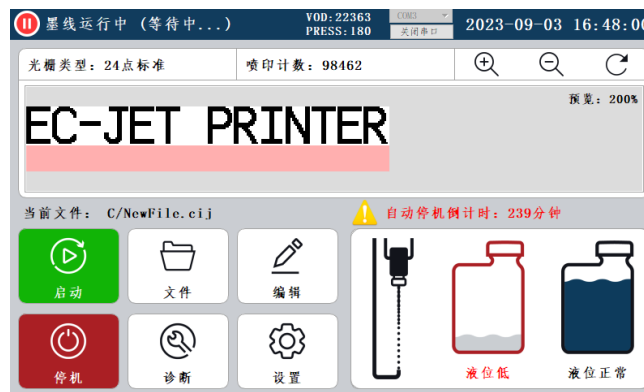 墨线运行中 (等待中...)
VOD:22363
PRESS:180
COM3
关闭串口
2023-09-03 16:48:00
光栅类型: 24点标准
喷印计数: 98462
预览: 200%
EC-JET PRINTER
当前文件: C/NewFile.cij
自动停机倒计时: 239分钟
启动
文件
编辑
停机
诊断
设置
液位低
液位正常